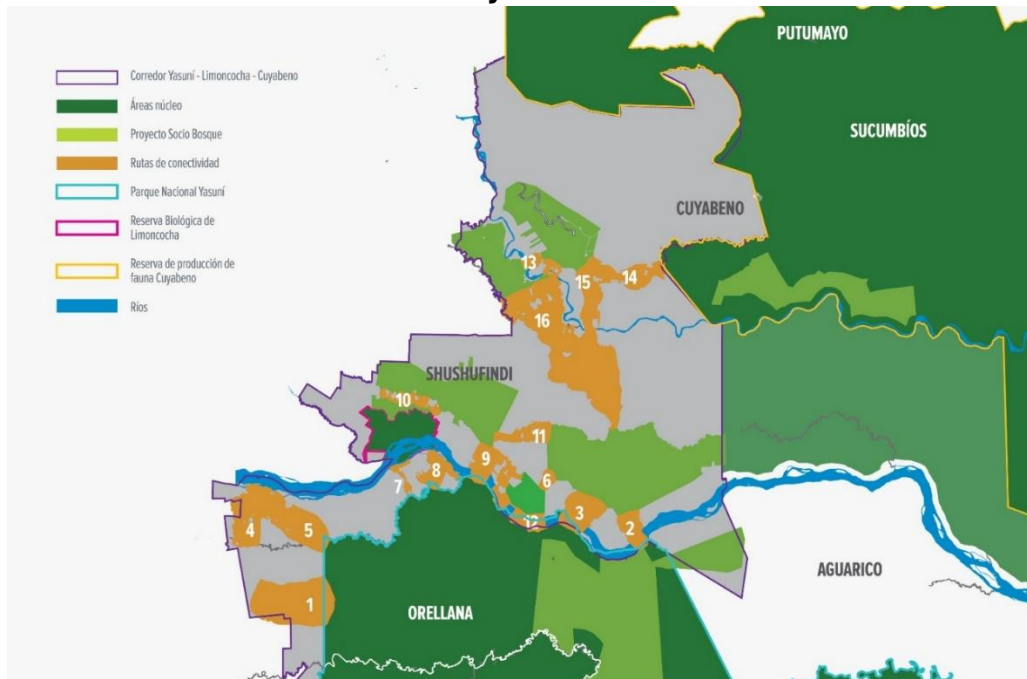 Corredor Yasuní - Limoncocha - Cuyabeno
Áreas núcleo
Proyecto Socio Bosque
Rutas de conectividad
Parque Nacional Yasuní
Reserva Biológica de
Limoncocha
Reserva de producción de
fauna Cuyabeno
Ríos
PUTUMAYO
SUCUMBÍOS
CUYABENO
13
15
14
16
SHUSHUFINDI
10
11
9
8
7
6
3
12
2
4
5
1
ORELLANA
AGUARICO